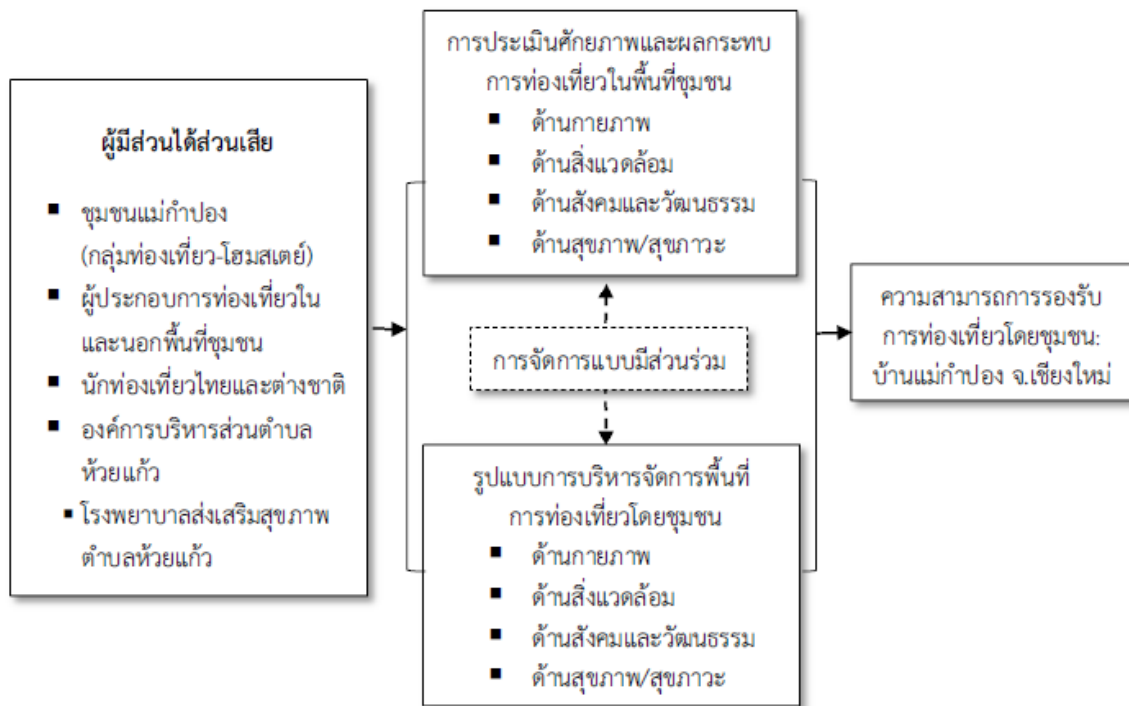 ผู้มีส่วนได้ส่วนเสีย
▪ ชุมชนแม่กำปอง
(กลุ่มท่องเที่ยว-โฮมสเตย์)
▪ ผู้ประกอบการท่องเที่ยวใน
และนอกพื้นที่ชุมชน
▪ นักท่องเที่ยวไทยและต่างชาติ
▪ องค์การบริหารส่วนตำบล
ห้วยแก้ว
▪ โรงพยาบาลส่งเสริมสุขภาพ
ตำบลห้วยแก้ว
การประเมินศักยภาพและผลกระทบ
การท่องเที่ยวในพื้นที่ชุมชน
▪ ด้านกายภาพ
▪ ด้านสิ่งแวดล้อม
▪ ด้านสังคมและวัฒนธรรม
▪ ด้านสุขภาพ/สุขภาวะ
การจัดการแบบมีส่วนร่วม
รูปแบบการบริหารจัดการพื้นที่
การท่องเที่ยวโดยชุมชน
▪ ด้านกายภาพ
▪ ด้านสิ่งแวดล้อม
▪ ด้านสังคมและวัฒนธรรม
▪ ด้านสุขภาพ/สุขภาวะ
ความสามารถการรองรับ
การท่องเที่ยวโดยชุมชน:
บ้านแม่กำปอง จ.เชียงใหม่